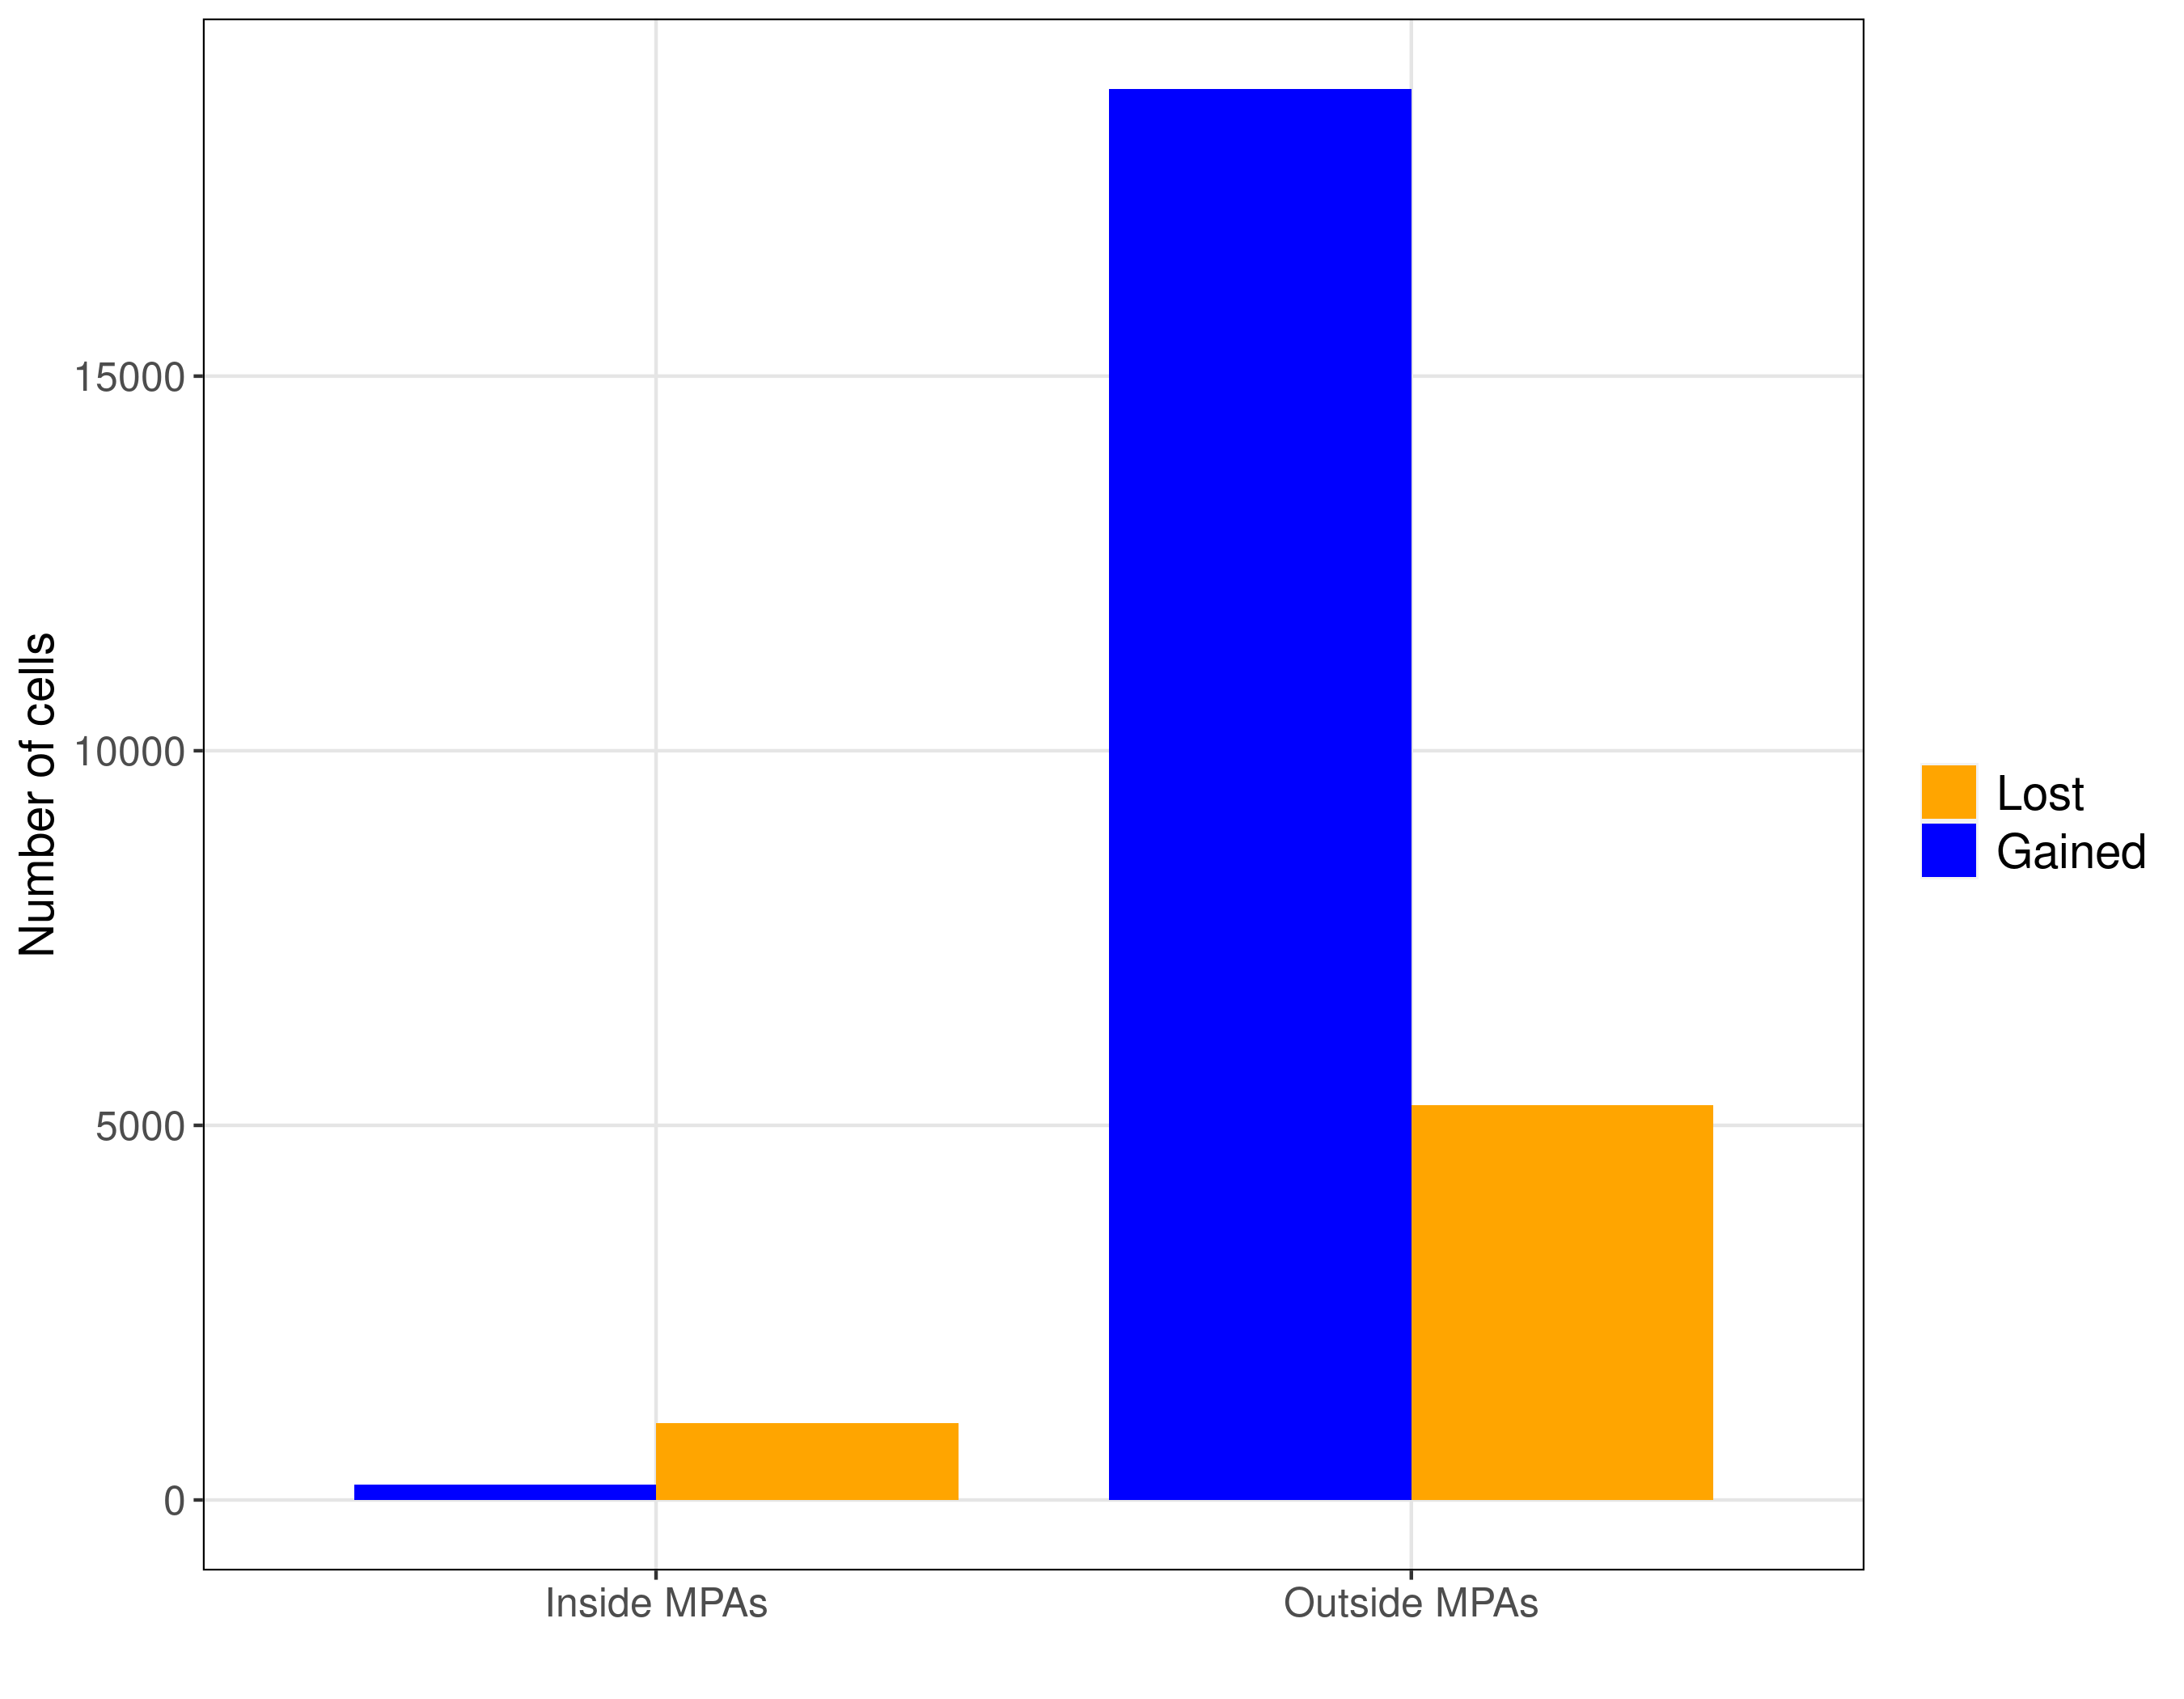 Number of cells
15000
10000
5000
0
Inside MPAs
Outside MPAs
Lost
Gained